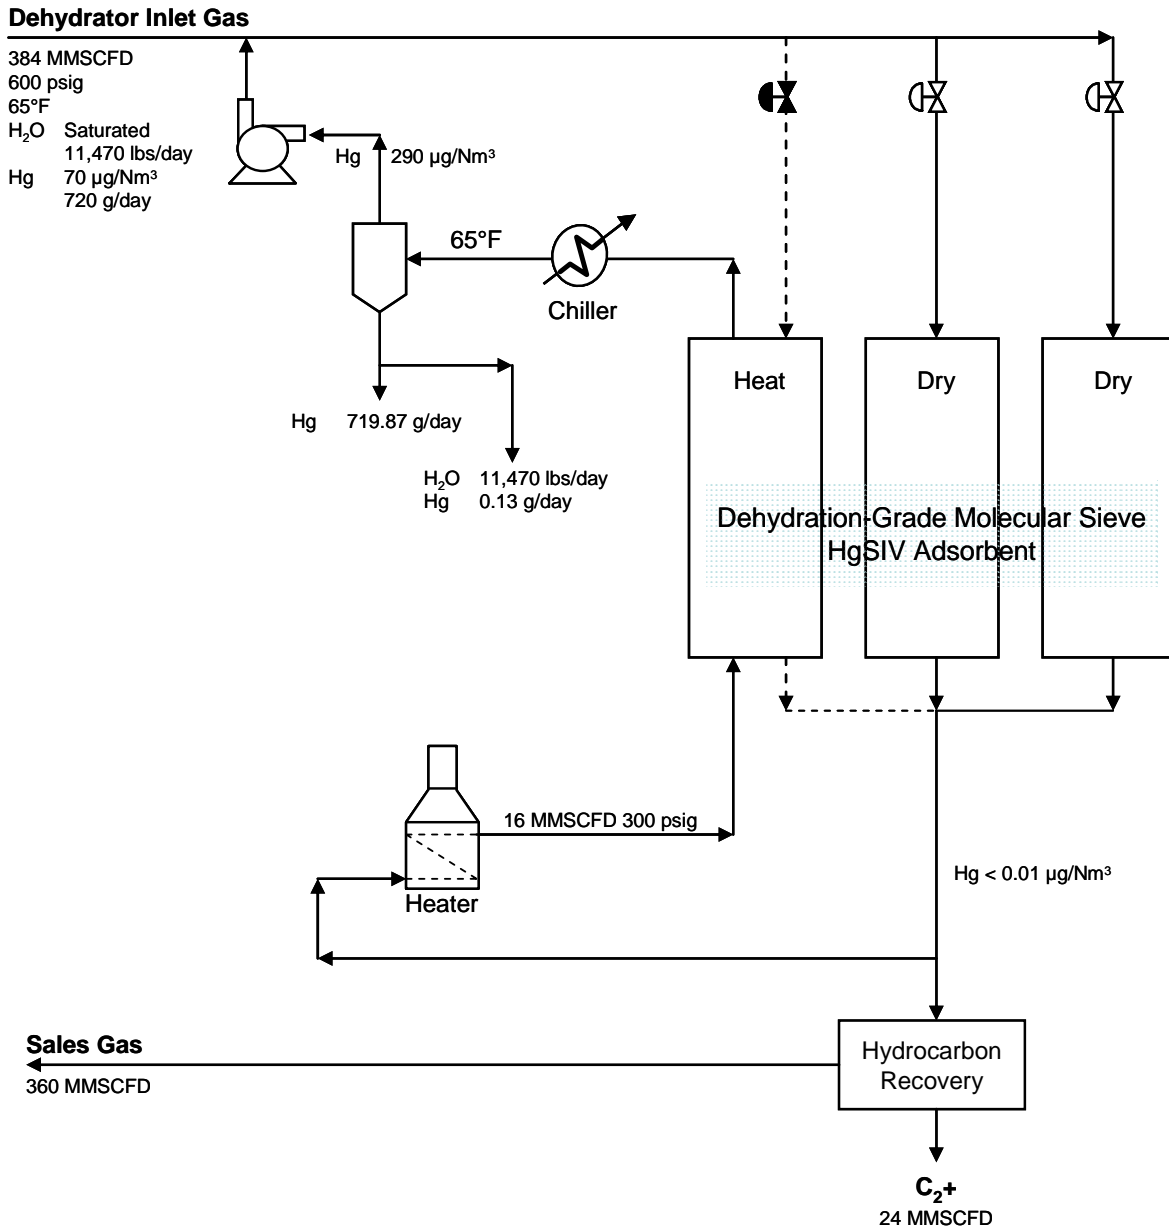 Dehydrator Inlet Gas
384 MMSCFD
600 psig
65°F
H₂O Saturated
11,470 lbs/day
Hg 70 µg/Nm³
720 g/day
Hg 290 µg/Nm³
65°F
Chiller
Heat
Dry
Dry
Hg 719.87 g/day
H₂O 11,470 lbs/day
Hg 0.13 g/day
Dehydration-Grade Molecular Sieve
HgSIV Adsorbent
16 MMSCFD 300 psig
Heater
Hg < 0.01 µg/Nm³
Sales Gas
360 MMSCFD
Hydrocarbon
Recovery
C₂+
24 MMSCFD